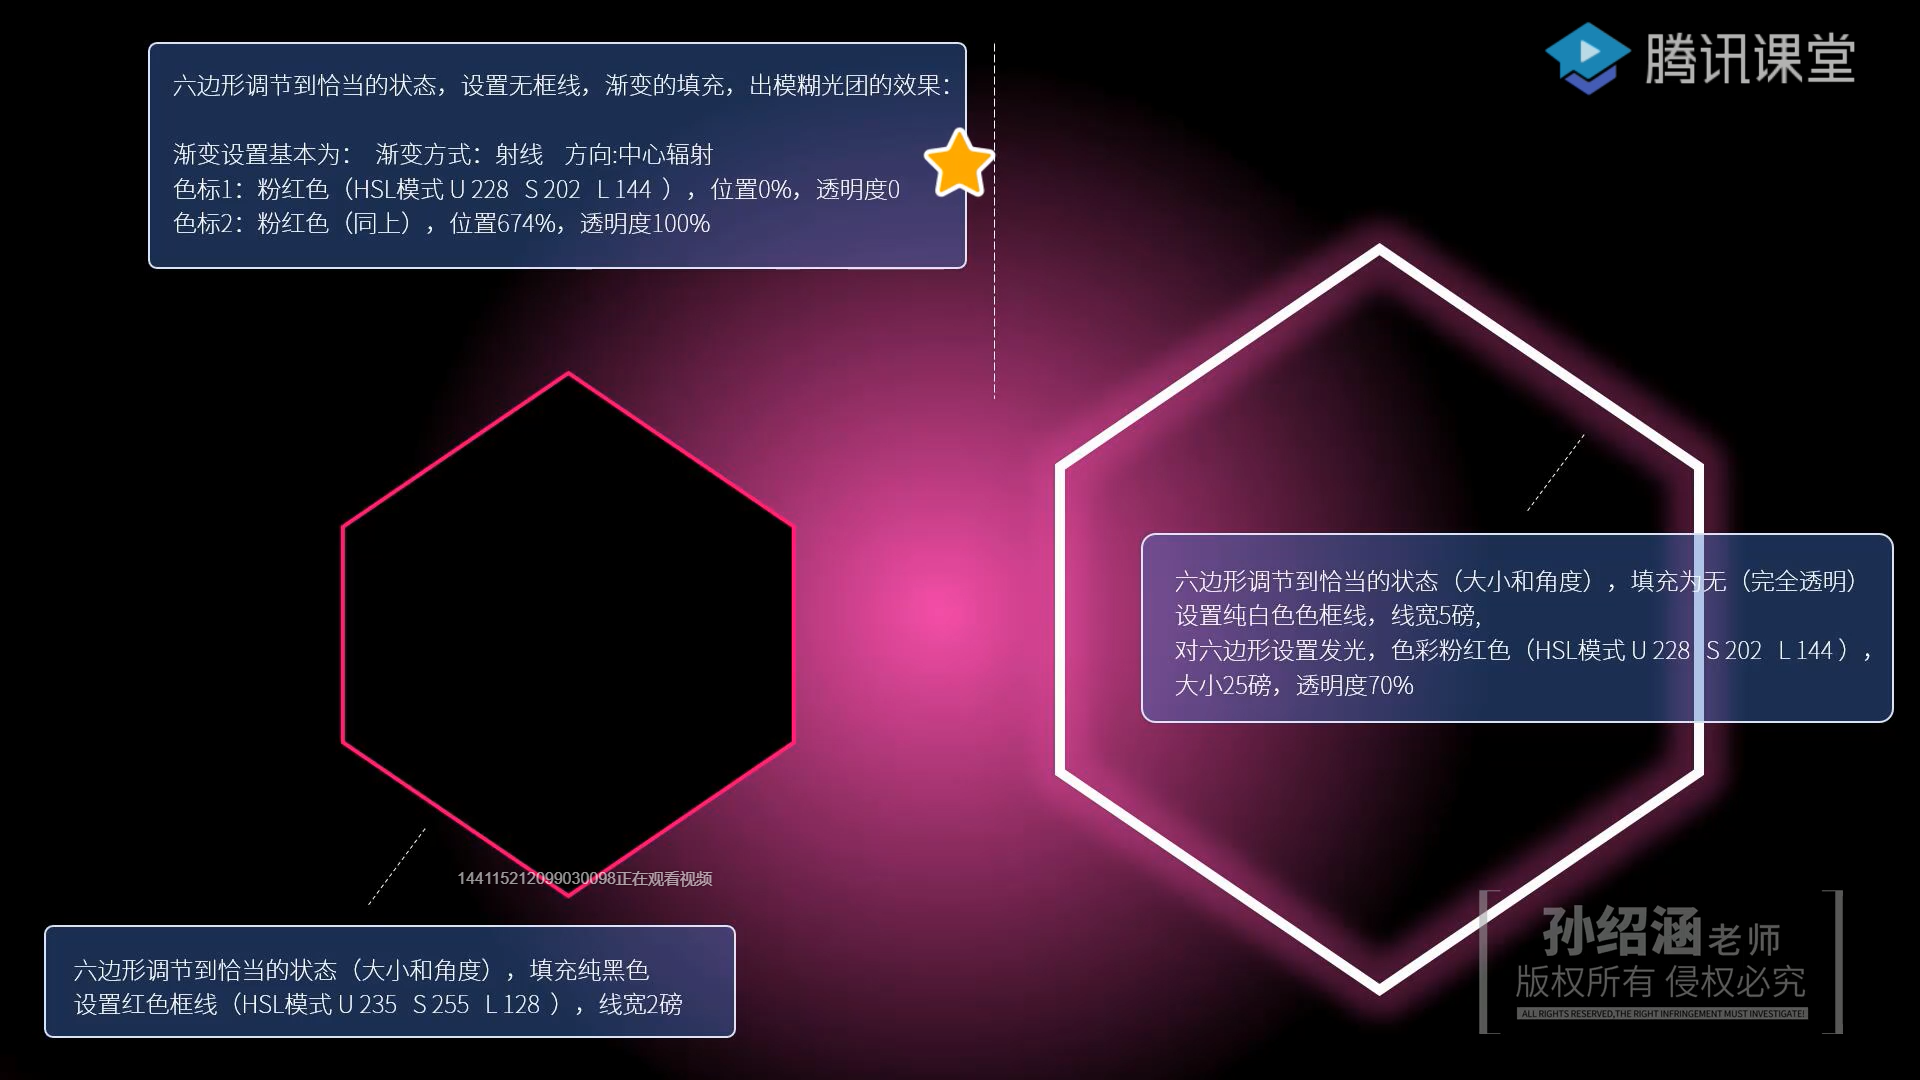 腾讯课堂
六边形调节到恰当的状态，设置无框线，渐变的填充，出模糊光团的效果：
渐变设置基本为： 渐变方式：射线 方向:中心辐射
色标1：粉红色（HSL模式 U 228 S 202 L 144 ），位置0%，透明度0
色标2：粉红色（同上），位置674%，透明度100%
六边形调节到恰当的状态（大小和角度），填充为无（完全透明）
设置纯白色色框线，线宽5磅,
对六边形设置发光，色彩粉红色（HSL模式 U 228 S 202 L 144 ），
大小25磅，透明度70%
144115212099030098正在观看视频
六边形调节到恰当的状态（大小和角度），填充纯黑色
设置红色框线（HSL模式 U 235 S 255 L 128 ），线宽2磅
孙绍涵老师
版权所有 侵权必究
ALL RIGHTS RESERVED,THE RIGHT INFRINGEMENT MUST INVESTIGATE!